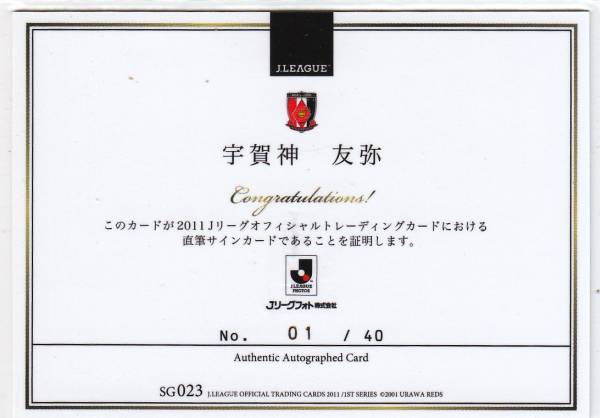 J.LEAGUE
宇賀神 友弥
Congratulations!
このカードが2011Jリーグオフィシャルトレーディングカードにおける
直筆サインカードであることを証明します。
J.LEAGUE
PHOTOS
Jリーグフォト株式会社
No. 01 / 40
Authentic Autographed Card
SG023 J.LEAGUE OFFICIAL TRADING CARDS 2011 /1ST SERIES ©2001 URAWA REDS